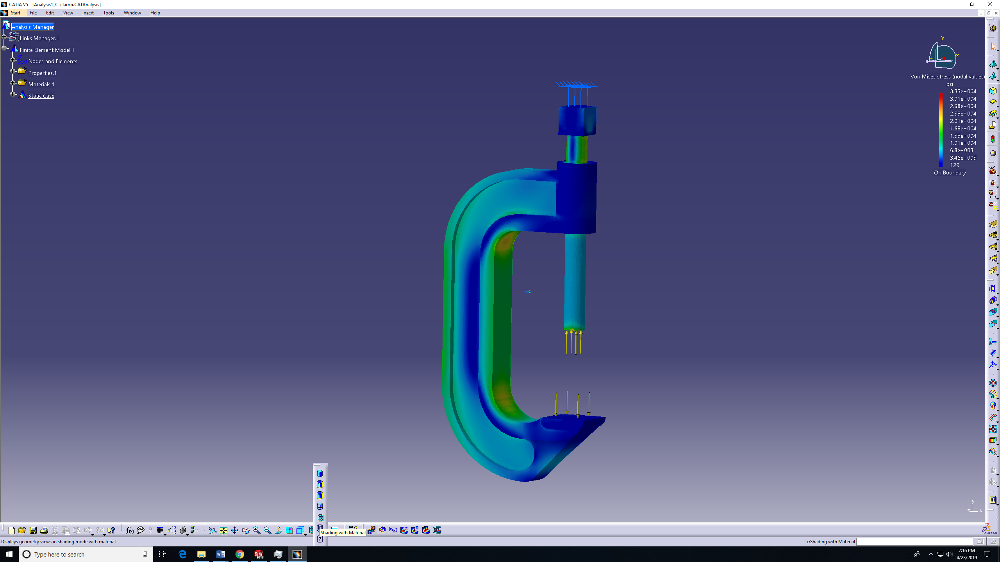 CATIA V5 - [Analysis1_C-clamp.CATAnalysis]
Start File Edit View Insert Tools Window Help
Analysis Manager
Links Manager.1
Finite Element Model.1
Nodes and Elements
Properties.1
Materials.1
Static Case
y
x
z
Von Mises stress (nodal values)
psi
3.35e+004
3.01e+004
2.68e+004
2.35e+004
2.01e+004
1.68e+004
1.35e+004
1.01e+004
6.8e+003
3.46e+003
129
On Boundary
y
z x
f(x)
Shading with Material
DS CATIA
Displays geometry views in shading mode with material
c:Shading with Material
Type here to search
SW 2018
7:16 PM
4/23/2019